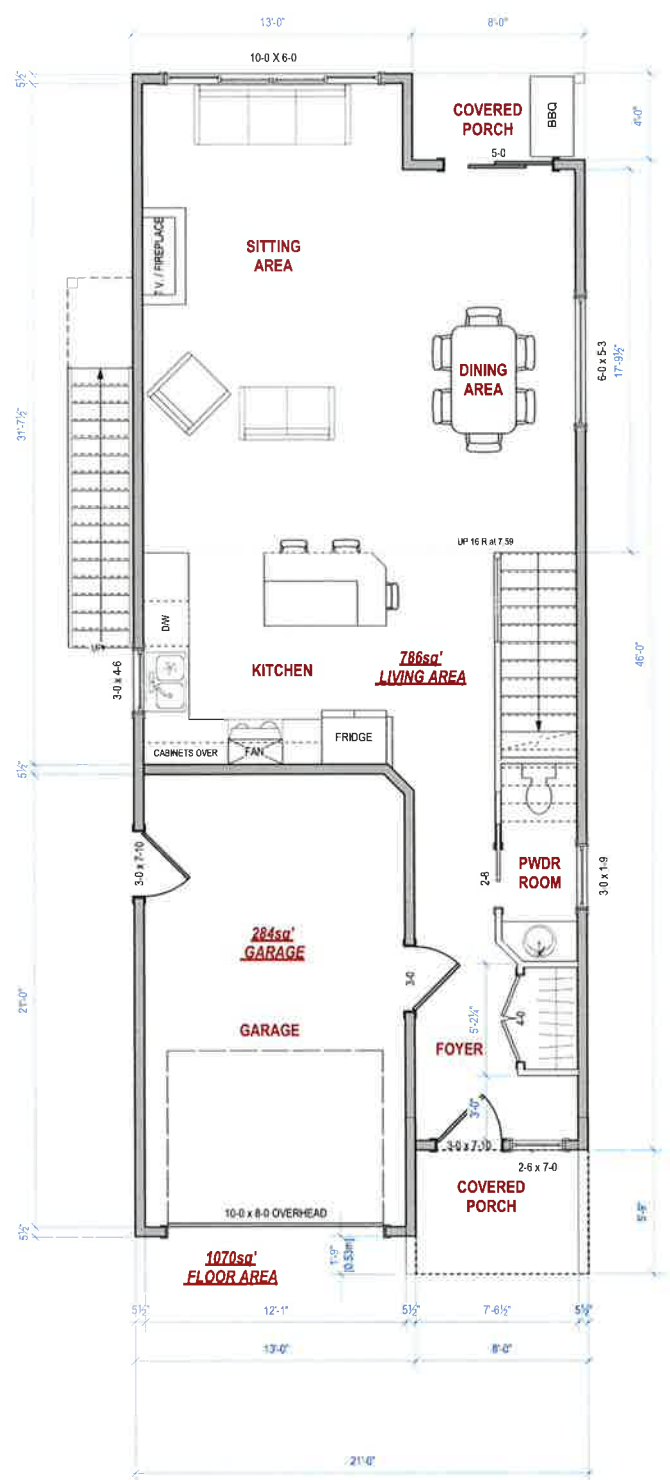 13'-0"
8'-0"
10-0 X 6-0
5½"
COVERED
PORCH
BBQ
4'-0"
5-0
T.V. / FIREPLACE
SITTING
AREA
DINING
AREA
6-0 x 5-3
17'-9½"
31'-7½"
UP 16 R at 7.59
D/W
UP
3-0 x 4-6
KITCHEN
786sq'
LIVING AREA
46'-0"
CABINETS OVER
FAN
FRIDGE
5½"
3-0 x 7-10
2-8
PWDR
ROOM
3-0 x 1-9
284sq'
GARAGE
3-0
5'-2¼"
4-0
21'-0"
GARAGE
FOYER
3'-0"
3-0 x 7-10
2-6 x 7-0
COVERED
PORCH
10-0 x 8-0 OVERHEAD
5½"
1'-9"
[0.53m]
5'-9"
1070sq'
FLOOR AREA
5½"
12'-1"
5½"
7'-6½"
5½"
13'-0"
8'-0"
21'-0"